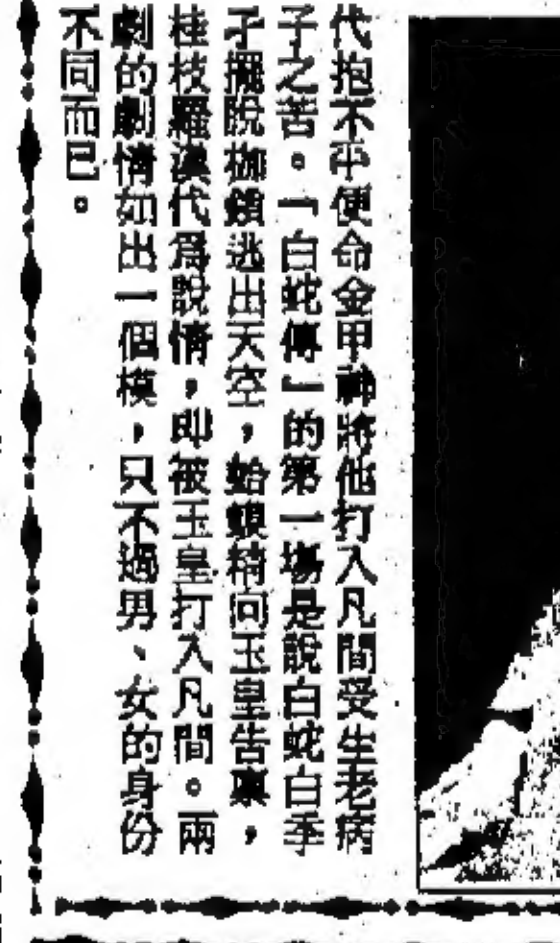 代抱不平便命金甲神將他打入凡間受生老病
子之苦。「白蛇傳」的第一場是說白蛇白季
子擺脫枷鎖逃出天空，蛤蟆精向玉皇告稟，
桂枝羅漢代爲說情，即被玉皇打入凡間。兩
劇的劇情如出一個模，只不過男、女的身份
不同而已。